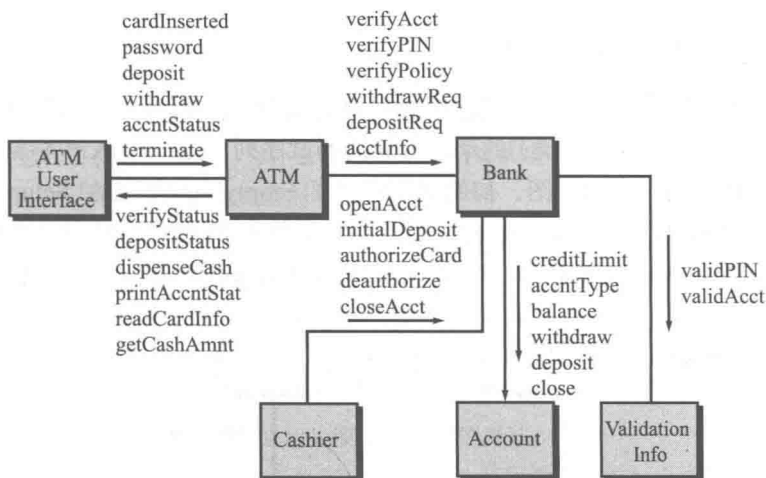 cardInserted
password
deposit
withdraw
accntStatus
terminate
verifyAcct
verifyPIN
verifyPolicy
withdrawReq
depositReq
acctInfo
ATM
User
Interface
ATM
Bank
verifyStatus
depositStatus
dispenseCash
printAccntStat
readCardInfo
getCashAmnt
openAcct
initialDeposit
authorizeCard
deauthorize
closeAcct
creditLimit
accntType
balance
withdraw
deposit
close
validPIN
validAcct
Cashier
Account
Validation
Info